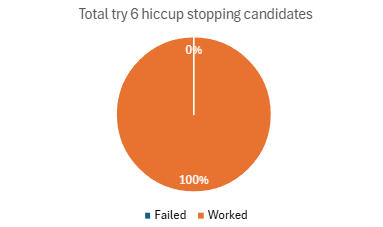 Total try 6 hiccup stopping candidates
0%
100%
Failed Worked